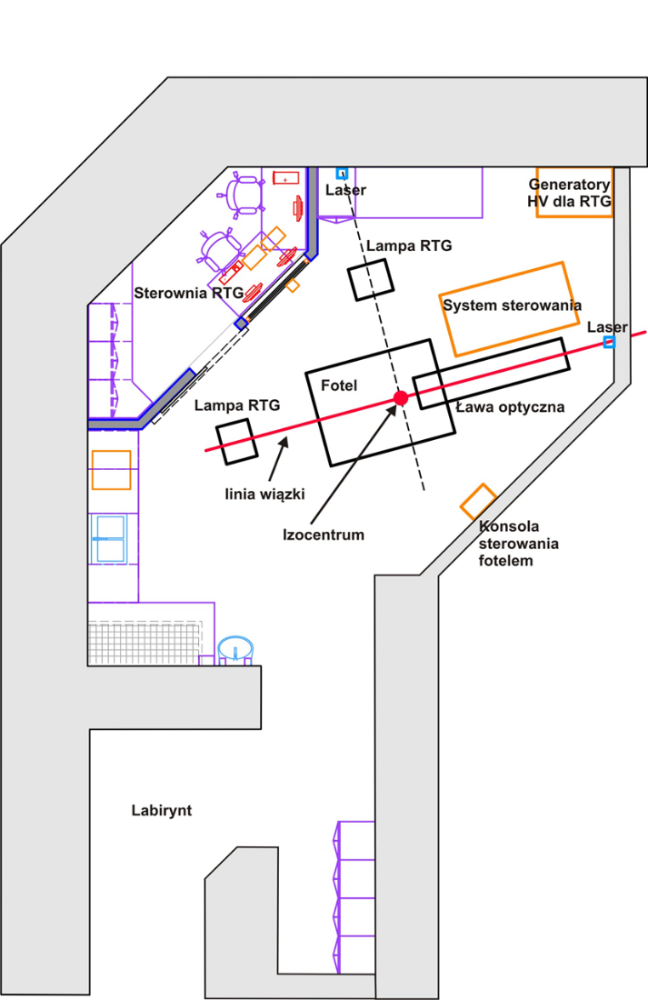 Generatory
HV dla RTG
Laser
Lampa RTG
Sterownia RTG
System sterowania
Laser
Fotel
Lampa RTG
Ława optyczna
linia wiązki
Izocentrum
Konsola
sterowania
fotelem
Labirynt